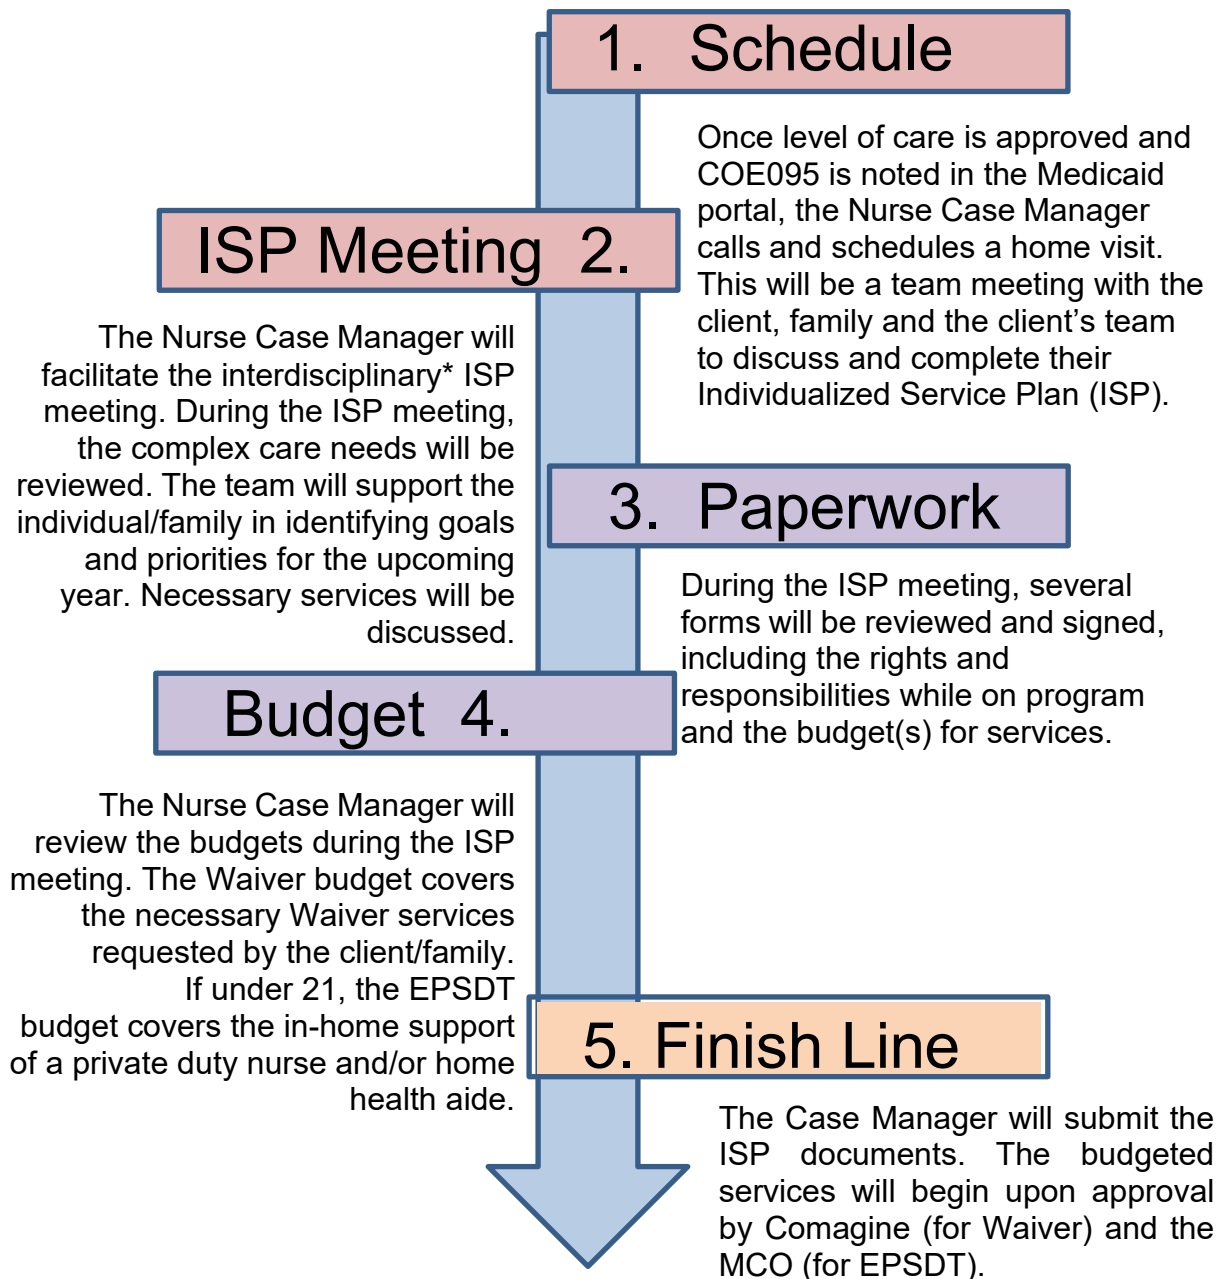 1. Schedule
Once level of care is approved and
COE095 is noted in the Medicaid
portal, the Nurse Case Manager
calls and schedules a home visit.
This will be a team meeting with the
client, family and the client’s team
to discuss and complete their
Individualized Service Plan (ISP).
ISP Meeting 2.
The Nurse Case Manager will
facilitate the interdisciplinary* ISP
meeting. During the ISP meeting,
the complex care needs will be
reviewed. The team will support the
individual/family in identifying goals
and priorities for the upcoming
year. Necessary services will be
discussed.
3. Paperwork
During the ISP meeting, several
forms will be reviewed and signed,
including the rights and
responsibilities while on program
and the budget(s) for services.
Budget 4.
The Nurse Case Manager will
review the budgets during the ISP
meeting. The Waiver budget covers
the necessary Waiver services
requested by the client/family.
If under 21, the EPSDT
budget covers the in-home support
of a private duty nurse and/or home
health aide.
5. Finish Line
The Case Manager will submit the
ISP documents. The budgeted
services will begin upon approval
by Comagine (for Waiver) and the
MCO (for EPSDT).